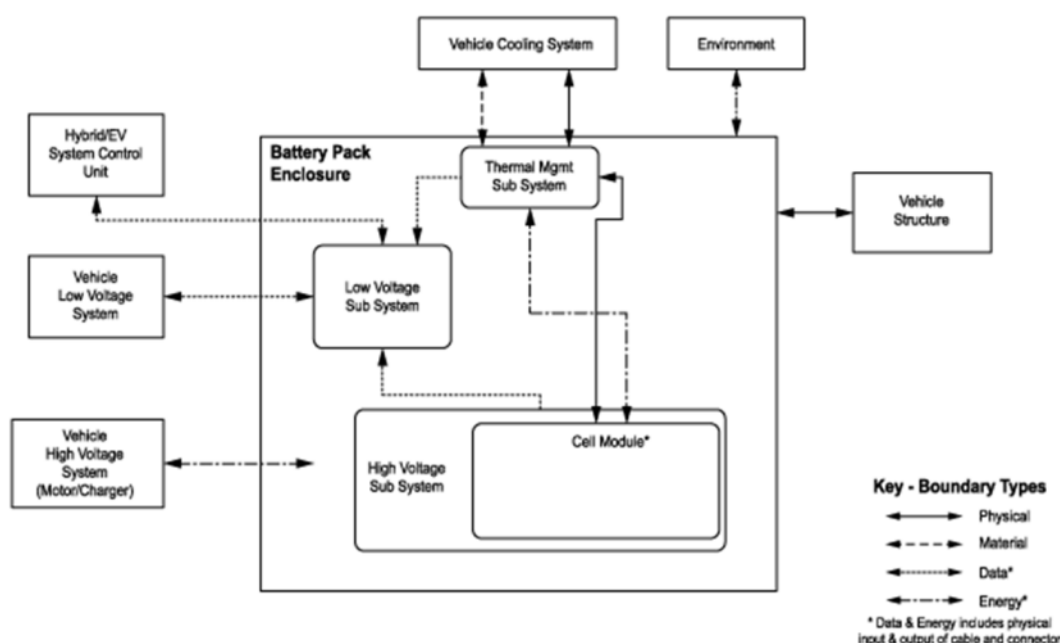 Vehicle Cooling System
Environment
Hybrid/EV
System Control
Unit
Battery Pack
Enclosure
Thermal Mgmt
Sub System
Vehicle
Structure
Vehicle
Low Voltage
System
Low Voltage
Sub System
Vehicle
High Voltage
System
(Motor/Charger)
High Voltage
Sub System
Cell Module*
Key - Boundary Types
Physical
Material
Data*
Energy*
* Data & Energy includes physical
input & output of cable and connector